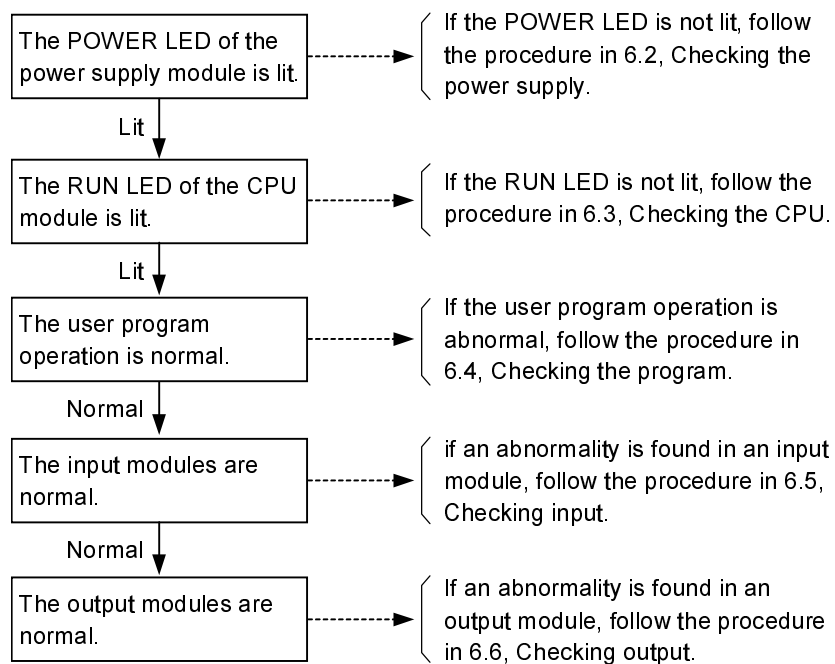 The POWER LED of the
power supply module is lit.
If the POWER LED is not lit, follow
the procedure in 6.2, Checking the
power supply.
Lit
The RUN LED of the CPU
module is lit.
If the RUN LED is not lit, follow the
procedure in 6.3, Checking the CPU.
Lit
The user program
operation is normal.
If the user program operation is
abnormal, follow the procedure in
6.4, Checking the program.
Normal
The input modules are
normal.
if an abnormality is found in an input
module, follow the procedure in 6.5,
Checking input.
Normal
The output modules are
normal.
If an abnormality is found in an
output module, follow the procedure
in 6.6, Checking output.